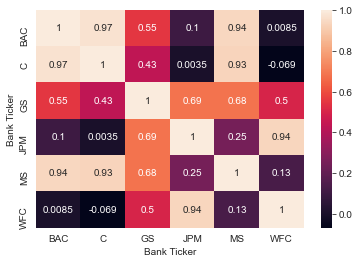 BAC 1 0.97 0.55 0.1 0.94 0.0085
C 0.97 1 0.43 0.0035 0.93 -0.069
GS 0.55 0.43 1 0.69 0.68 0.5
JPM 0.1 0.0035 0.69 1 0.25 0.94
MS 0.94 0.93 0.68 0.25 1 0.13
WFC 0.0085 -0.069 0.5 0.94 0.13 1
BAC C GS JPM MS WFC
Bank Ticker
Bank Ticker
1.0
0.8
0.6
0.4
0.2
0.0